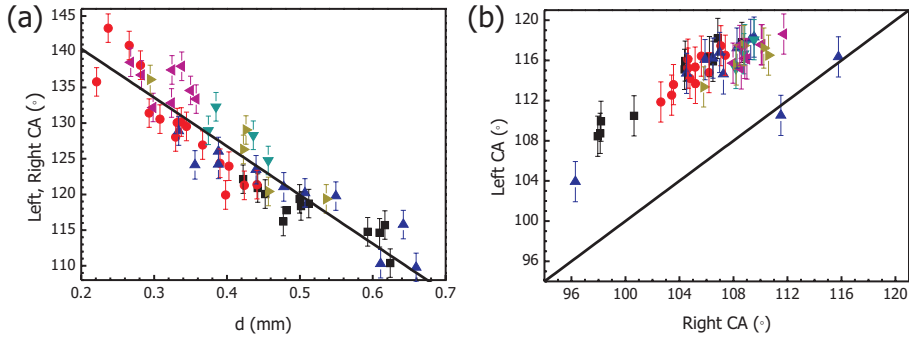 (a)
Left, Right CA (◦)
145
140
135
130
125
120
115
110
0.2 0.3 0.4 0.5 0.6 0.7
d (mm)
(b)
Left CA (◦)
120
116
112
108
104
100
96
96 100 104 108 112 116 120
Right CA (◦)